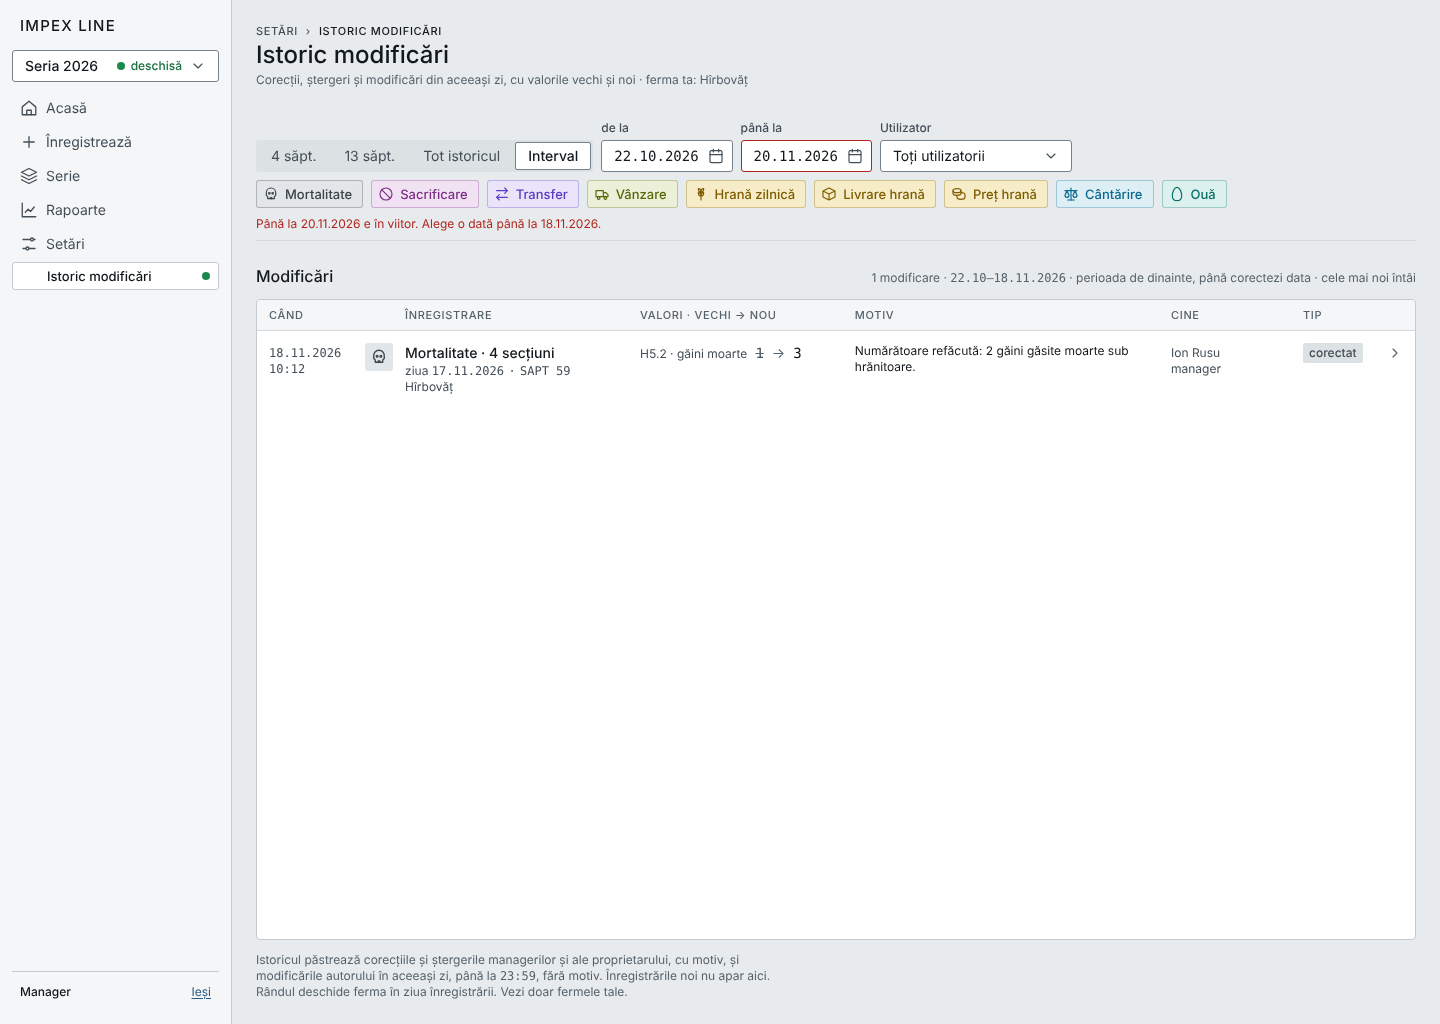 IMPEX LINE
Seria 2026 deschisă
Acasă
Înregistrează
Serie
Rapoarte
Setări
Istoric modificări
Manager Ieși
SETĂRI › ISTORIC MODIFICĂRI
Istoric modificări
Corecții, ștergeri și modificări din aceeași zi, cu valorile vechi și noi · ferma ta: Hîrbovăț
de la până la Utilizator
4 săpt. 13 săpt. Tot istoricul Interval 22.10.2026 20.11.2026 Toți utilizatorii
Mortalitate Sacrificare Transfer Vânzare Hrană zilnică Livrare hrană Preț hrană Cântărire Ouă
Până la 20.11.2026 e în viitor. Alege o dată până la 18.11.2026.
Modificări 1 modificare · 22.10–18.11.2026 · perioada de dinainte, până corectezi data · cele mai noi întâi
CÂND ÎNREGISTRARE VALORI · VECHI → NOU MOTIV CINE TIP
18.11.2026 Mortalitate · 4 secțiuni H5.2 · găini moarte 1 → 3 Numărătoare refăcută: 2 găini găsite moarte sub Ion Rusu corectat
10:12 ziua 17.11.2026 · SAPT 59 hrănitoare. manager
Hîrbovăț
Istoricul păstrează corecțiile și ștergerile managerilor și ale proprietarului, cu motiv, și
modificările autorului în aceeași zi, până la 23:59, fără motiv. Înregistrările noi nu apar aici.
Rândul deschide ferma în ziua înregistrării. Vezi doar fermele tale.